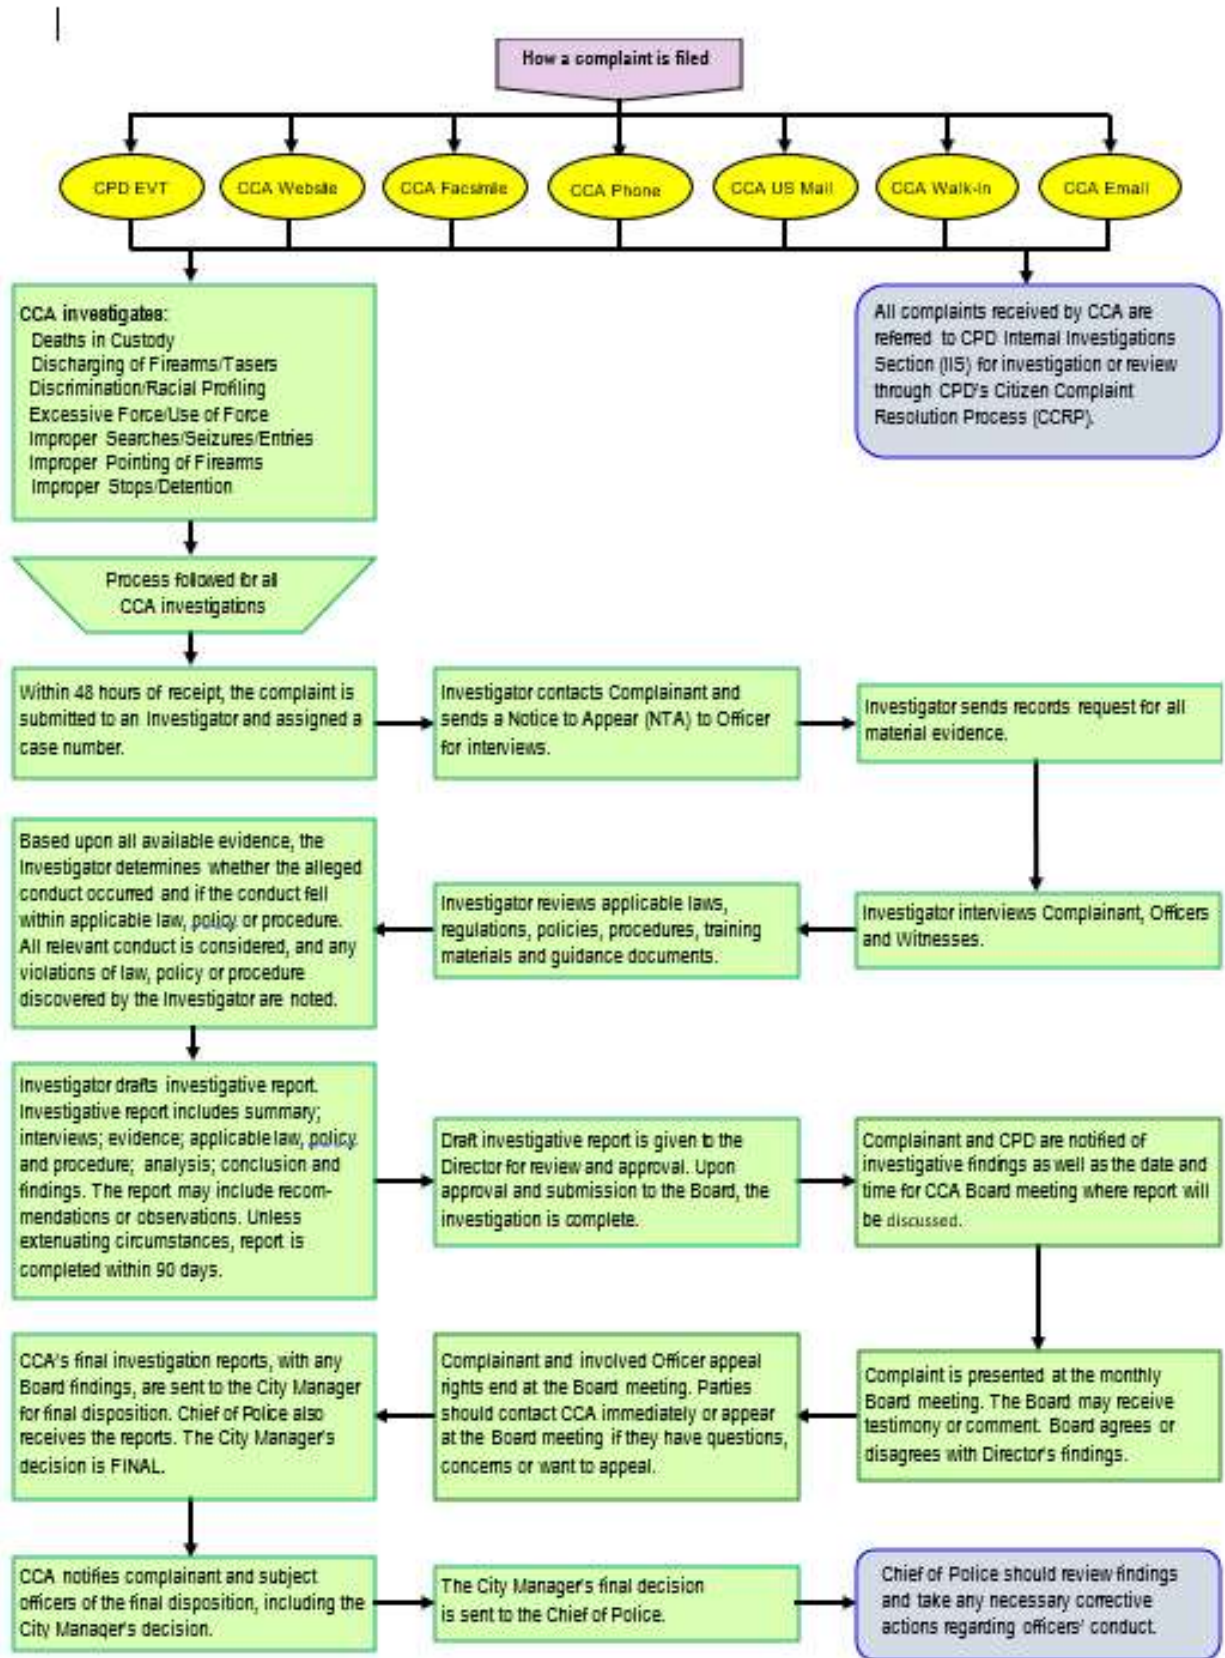 How a complaint is filed
CPD EVT
CCA Website
CCA Facsimile
CCA Phone
CCA US Mail
CCA Walk-in
CCA Email
CCA investigates:
Deaths in Custody
Discharging of Firearms/Tasers
Discrimination/Racial Profiling
Excessive Force/Use of Force
Improper Searches/Seizures/Entries
Improper Pointing of Firearms
Improper Stops/Detention
All complaints received by CCA are
referred to CPD Internal Investigations
Section (IIS) for investigation or review
through CPD's Citizen Complaint
Resolution Process (CCRP).
Process followed for all
CCA investigations
Within 48 hours of receipt, the complaint is
submitted to an Investigator and assigned a
case number.
Investigator contacts Complainant and
sends a Notice to Appear (NTA) to Officer
for interviews.
Investigator sends records request for all
material evidence.
Investigator interviews Complainant, Officers
and Witnesses.
Investigator reviews applicable laws,
regulations, policies, procedures, training
materials and guidance documents.
Based upon all available evidence, the
Investigator determines whether the alleged
conduct occurred and if the conduct fell
within applicable law, policy or procedure.
All relevant conduct is considered, and any
violations of law, policy or procedure
discovered by the Investigator are noted.
Investigator drafts investigative report.
Investigative report includes summary;
interviews; evidence; applicable law, policy
and procedure; analysis; conclusion and
findings. The report may include recom-
mendations or observations. Unless
extenuating circumstances, report is
completed within 90 days.
Draft investigative report is given to the
Director for review and approval. Upon
approval and submission to the Board, the
investigation is complete.
Complainant and CPD are notified of
investigative findings as well as the date and
time for CCA Board meeting where report will
be discussed.
Complaint is presented at the monthly
Board meeting. The Board may receive
testimony or comment. Board agrees or
disagrees with Director's findings.
Complainant and involved Officer appeal
rights end at the Board meeting. Parties
should contact CCA immediately or appear
at the Board meeting if they have questions,
concerns or want to appeal.
CCA's final investigation reports, with any
Board findings, are sent to the City Manager
for final disposition. Chief of Police also
receives the reports. The City Manager's
decision is FINAL.
CCA notifies complainant and subject
officers of the final disposition, including the
City Manager's decision.
The City Manager's final decision
is sent to the Chief of Police.
Chief of Police should review findings
and take any necessary corrective
actions regarding officers' conduct.